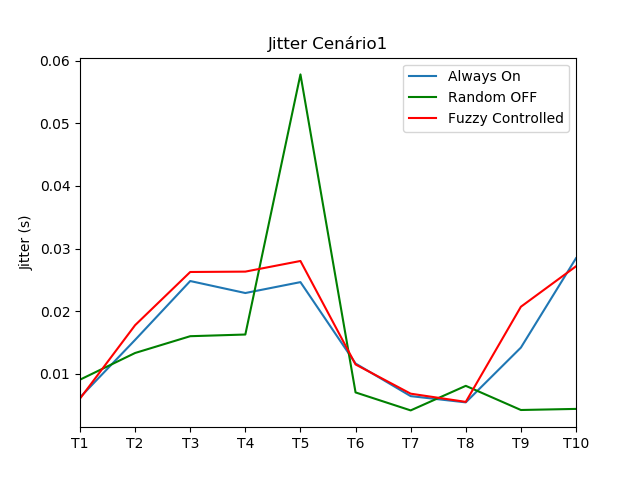 Jitter Cenário1
0.06
0.05
0.04
0.03
0.02
0.01
Jitter (s)
Always On
Random OFF
Fuzzy Controlled
T1 T2 T3 T4 T5 T6 T7 T8 T9 T10